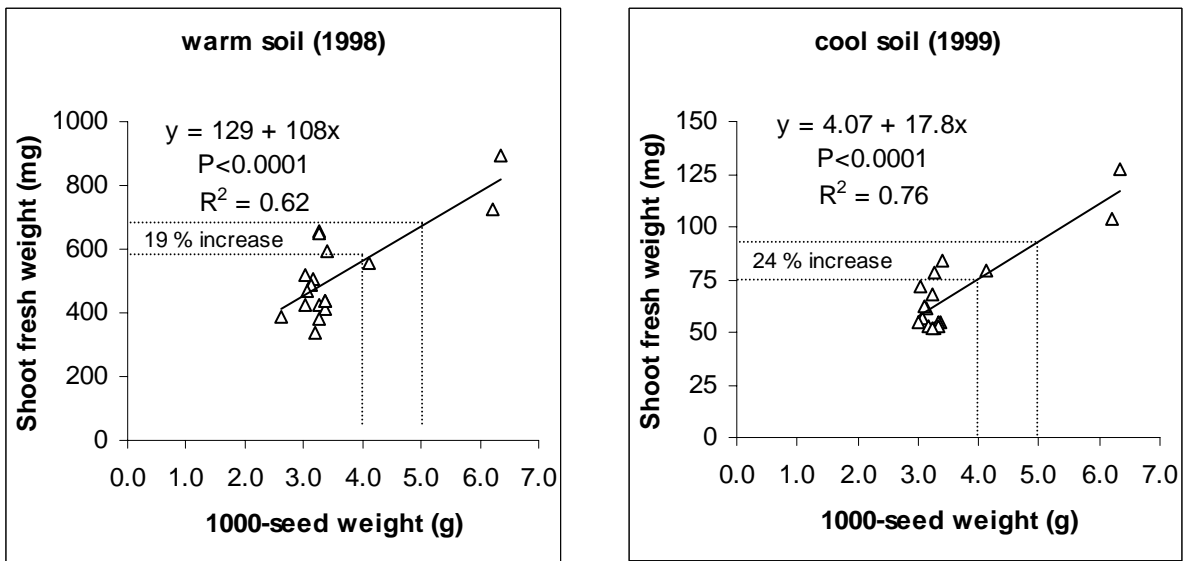 warm soil (1998)
y = 129 + 108x
P<0.0001
R² = 0.62
19 % increase
Shoot fresh weight (mg)
1000
800
600
400
200
0
0.0 1.0 2.0 3.0 4.0 5.0 6.0 7.0
1000-seed weight (g)
cool soil (1999)
y = 4.07 + 17.8x
P<0.0001
R² = 0.76
24 % increase
Shoot fresh weight (mg)
150
125
100
75
50
25
0
0.0 1.0 2.0 3.0 4.0 5.0 6.0 7.0
1000-seed weight (g)